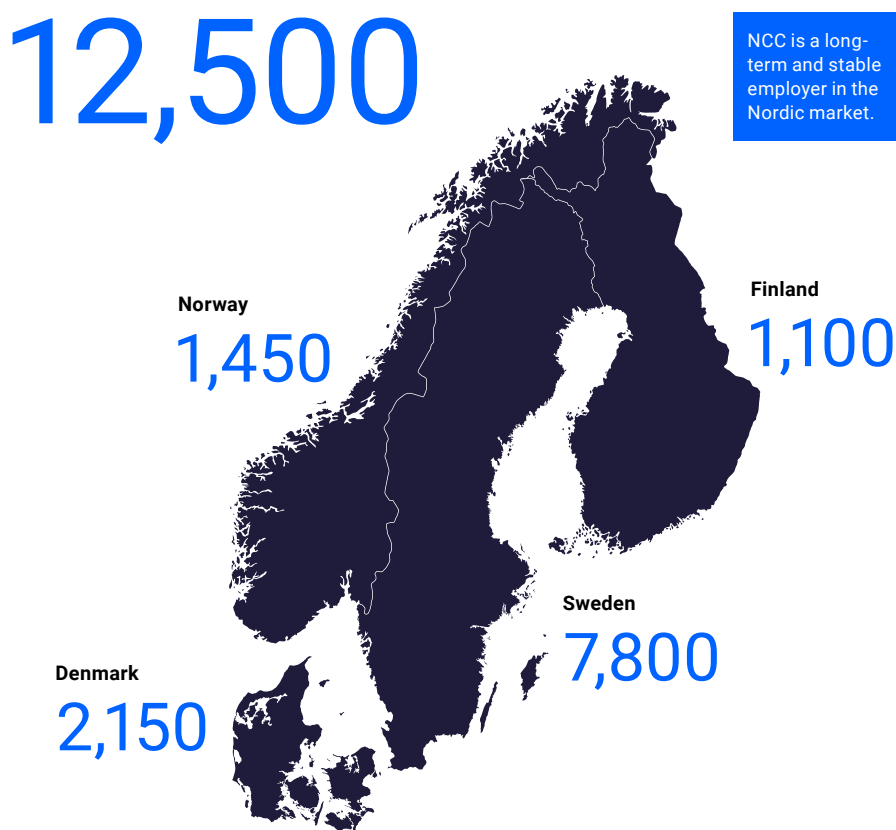 12,500
NCC is a long-
term and stable
employer in the
Nordic market.
Norway
1,450
Finland
1,100
Sweden
7,800
Denmark
2,150